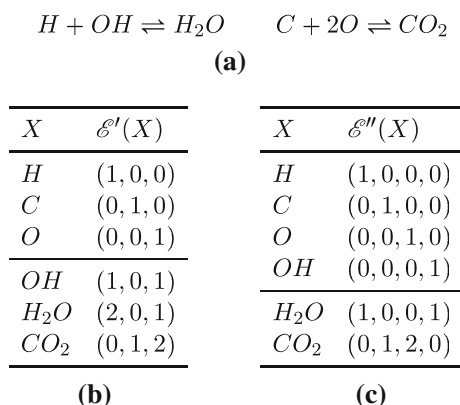 H + OH ⇌ H₂O C + 2O ⇌ CO₂
(a)
X ℰ′(X)
H (1, 0, 0)
C (0, 1, 0)
O (0, 0, 1)
OH (1, 0, 1)
H₂O (2, 0, 1)
CO₂ (0, 1, 2)
(b)
X ℰ″(X)
H (1, 0, 0, 0)
C (0, 1, 0, 0)
O (0, 0, 1, 0)
OH (0, 0, 0, 1)
H₂O (1, 0, 0, 1)
CO₂ (0, 1, 2, 0)
(c)